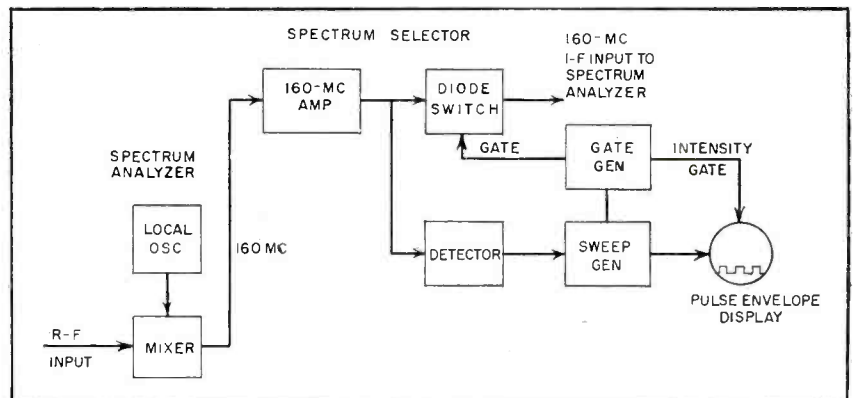 SPECTRUM SELECTOR
160-MC
I-F INPUT TO
SPECTRUM
ANALYZER
160-MC
AMP
DIODE
SWITCH
GATE
GATE
GEN
INTENSITY
GATE
SPECTRUM
ANALYZER
LOCAL
OSC
160 MC
DETECTOR
SWEEP
GEN
PULSE ENVELOPE
DISPLAY
R-F
INPUT
MIXER